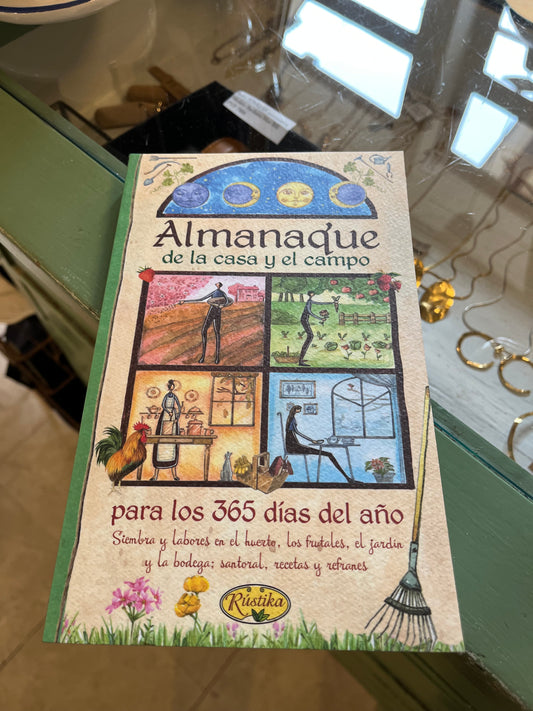 Almanaque
de la casa y el campo
para los 365 días del año
Siembra y labores en el huerto, los frutales, el jardín
y la bodega; santoral, recetas y refranes
Rústika